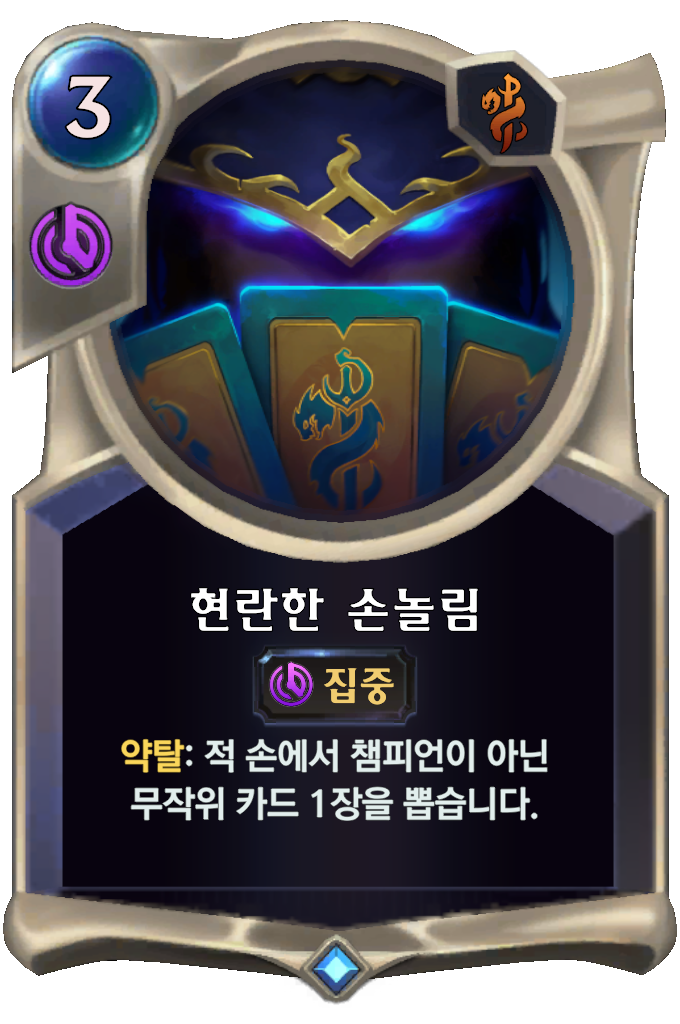 3
현란한 손놀림
집중
약탈: 적 손에서 챔피언이 아닌
무작위 카드 1장을 뽑습니다.